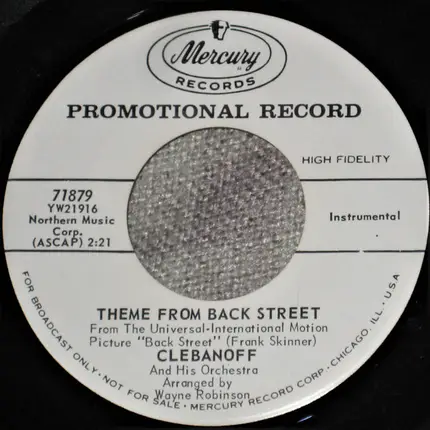 Mercury
RECORDS
PROMOTIONAL RECORD
HIGH FIDELITY
71879
YW21916
Northern Music
Corp.
(ASCAP) 2:21
Instrumental
THEME FROM BACK STREET
From The Universal-International Motion
Picture "Back Street" (Frank Skinner)
CLEBANOFF
And His Orchestra
Arranged by
Wayne Robinson
FOR BROADCAST ONLY • NOT FOR SALE • MERCURY RECORD CORP • CHICAGO, ILL • U.S.A